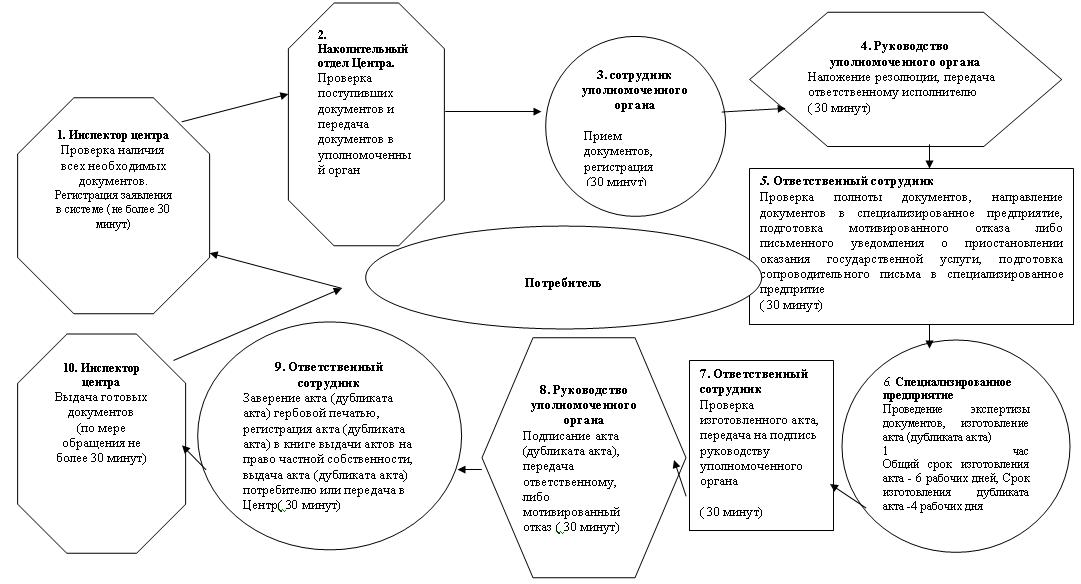 1. Инспектор центра
Проверка наличия
всех необходимых
документов.
Регистрация заявления
в системе (не более 30
минут)
2.
Накопительный
отдел Центра.
Проверка
поступивших
документов и
передача
документов в
уполномоченны
й орган
3. сотрудник
уполномоченного
органа
Прием
документов,
регистрация
(30 минут)
4. Руководство
уполномоченного органа
Наложение резолюции, передача
ответственному исполнителю
( 30 минут)
5. Ответственный сотрудник
Проверка полноты документов, направление
документов в специализированное предприятие,
подготовка мотивированного отказа либо
письменного уведомления о приостановлении
оказания государственной услуги, подготовка
сопроводительного письма в специализированное
предпритие
( 30 минут)
Потребитель
6. Специализированное
предприятие
Проведение экспертизы
документов, изготовление
акта (дубликата акта)
1 час
Общий срок изготовления
акта - 6 рабочих дней, Срок
изготовления дубликата
акта -4 рабочих дня
7. Ответственный
сотрудник
Проверка
изготовленного акта,
передача на подпись
руководству
уполномоченного
органа
( 30 минут)
8. Руководство
уполномоченного
органа
Подписание акта
(дубликата акта),
передача
ответственному,
либо
мотивированный
отказ ( 30 минут)
9. Ответственный
сотрудник
Заверение акта (дубликата
акта) гербовой печатью,
регистрация акта (дубликата
акта) в книге выдачи актов на
право частной собственности,
выдача акта (дубликата акта)
потребителю или передача в
Центр( 30 минут)
10. Инспектор
центра
Выдача готовых
документов
(по мере
обращения не
более 30 минут)